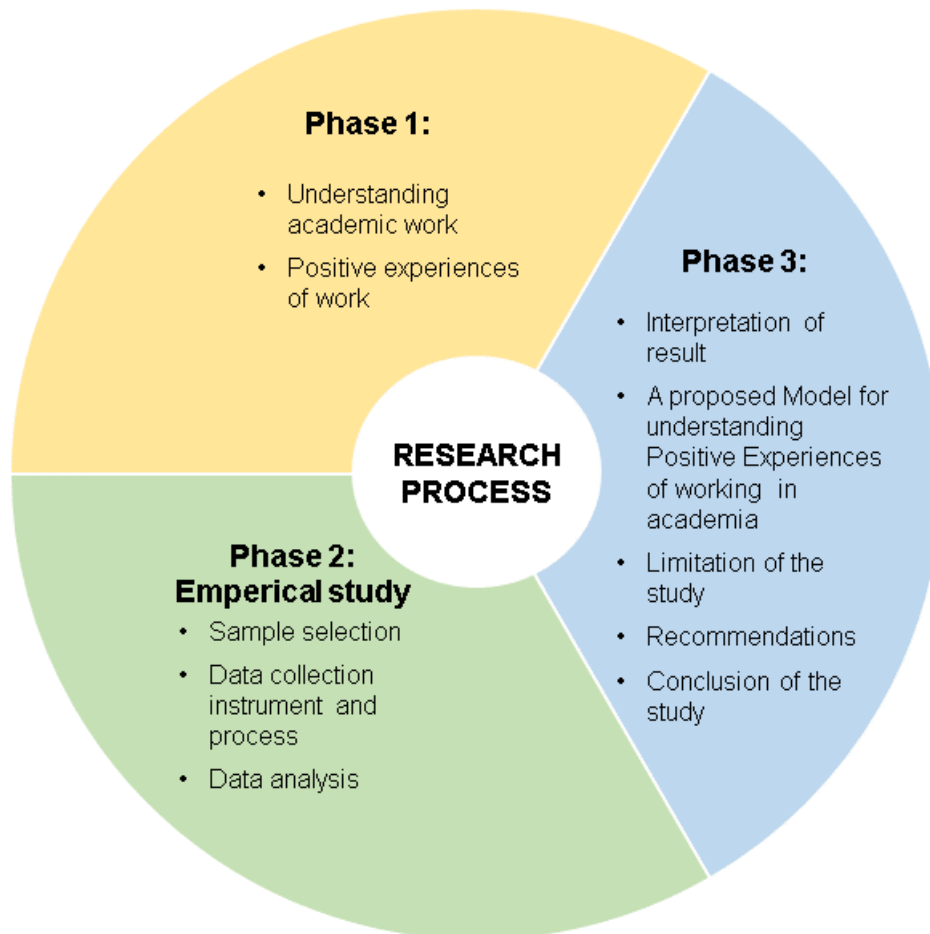 Phase 1:
• Understanding
academic work
• Positive experiences
of work
RESEARCH
PROCESS
Phase 2:
Emperical study
• Sample selection
• Data collection
instrument and
process
• Data analysis
Phase 3:
• Interpretation of
result
• A proposed Model for
understanding
Positive Experiences
of working in
academia
• Limitation of the
study
• Recommendations
• Conclusion of the
study